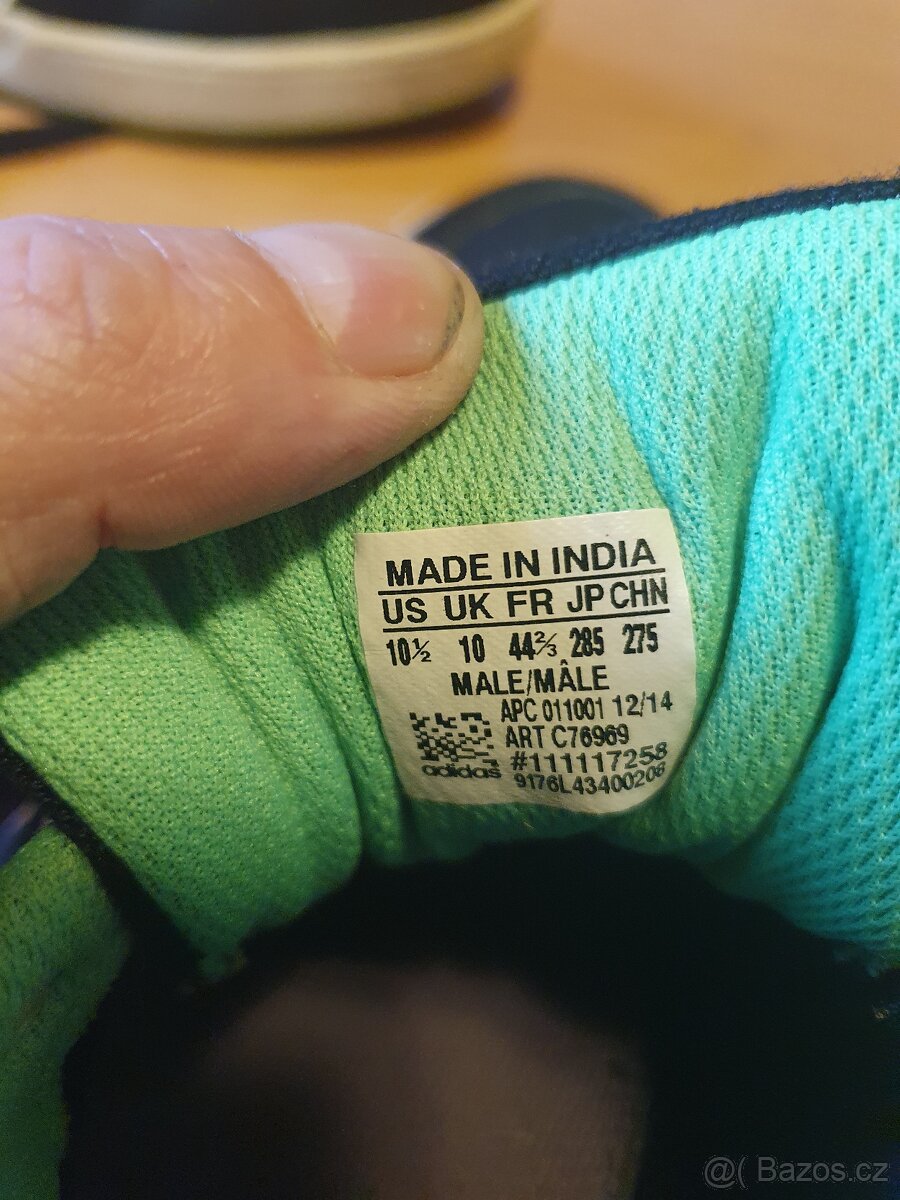 MADE IN INDIA
US UK FR JP CHN
10½ 10 44⅔ 285 275
MALE/MÂLE
APC 011001 12/14
ART C76969
#111117258
adidas 9176L43400206
@( Bazos.cz